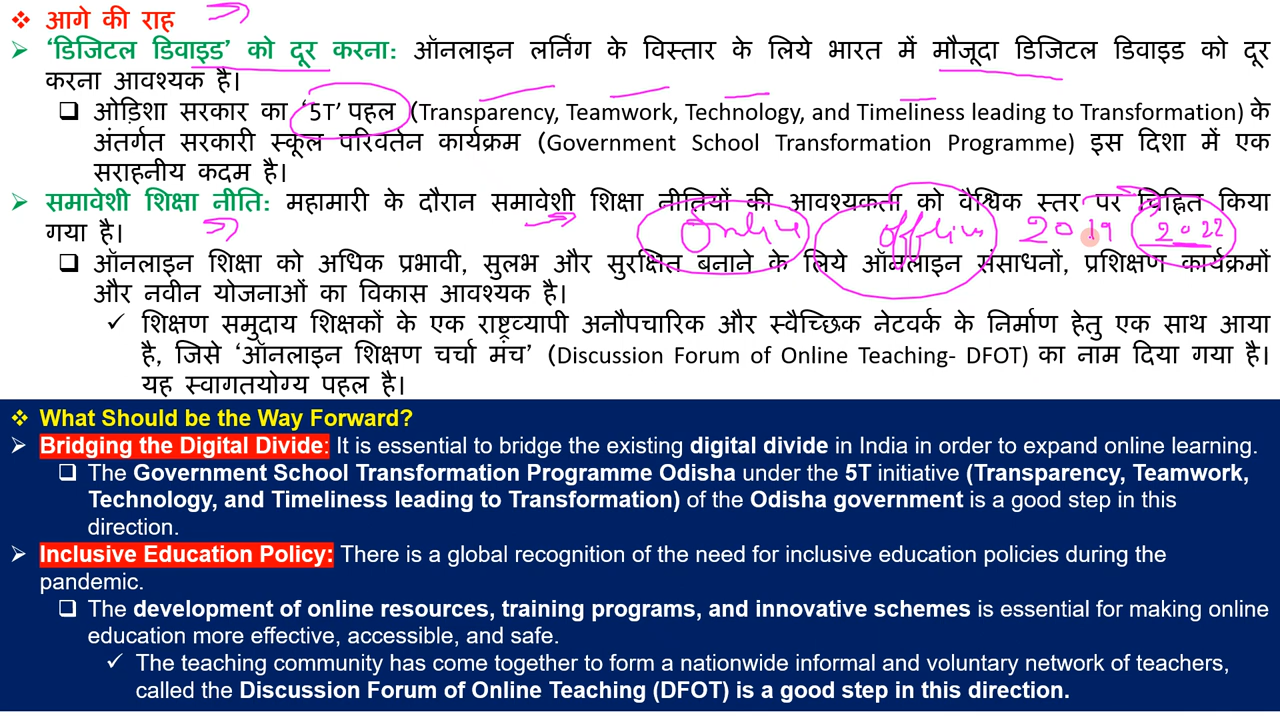 ❖ आगे की राह
➢ ‘डिजिटल डिवाइड’ को दूर करना: ऑनलाइन लर्निंग के विस्तार के लिये भारत में मौजूदा डिजिटल डिवाइड को दूर
करना आवश्यक है।
❑ ओड़िशा सरकार का ‘5T’ पहल (Transparency, Teamwork, Technology, and Timeliness leading to Transformation) के
अंतर्गत सरकारी स्कूल परिवर्तन कार्यक्रम (Government School Transformation Programme) इस दिशा में एक
सराहनीय कदम है।
➢ समावेशी शिक्षा नीति: महामारी के दौरान समावेशी शिक्षा नीतियों की आवश्यकता को वैश्विक स्तर पर चिह्नित किया
गया है।
Online offline 2019 2022
❑ ऑनलाइन शिक्षा को अधिक प्रभावी, सुलभ और सुरक्षित बनाने के लिये ऑनलाइन संसाधनों, प्रशिक्षण कार्यक्रमों
और नवीन योजनाओं का विकास आवश्यक है।
✓ शिक्षण समुदाय शिक्षकों के एक राष्ट्रव्यापी अनौपचारिक और स्वैच्छिक नेटवर्क के निर्माण हेतु एक साथ आया
है, जिसे ‘ऑनलाइन शिक्षण चर्चा मंच’ (Discussion Forum of Online Teaching- DFOT) का नाम दिया गया है।
यह स्वागतयोग्य पहल है।
❖ What Should be the Way Forward?
➢ Bridging the Digital Divide: It is essential to bridge the existing digital divide in India in order to expand online learning.
❑ The Government School Transformation Programme Odisha under the 5T initiative (Transparency, Teamwork,
Technology, and Timeliness leading to Transformation) of the Odisha government is a good step in this
direction.
➢ Inclusive Education Policy: There is a global recognition of the need for inclusive education policies during the
pandemic.
❑ The development of online resources, training programs, and innovative schemes is essential for making online
education more effective, accessible, and safe.
✓ The teaching community has come together to form a nationwide informal and voluntary network of teachers,
called the Discussion Forum of Online Teaching (DFOT) is a good step in this direction.